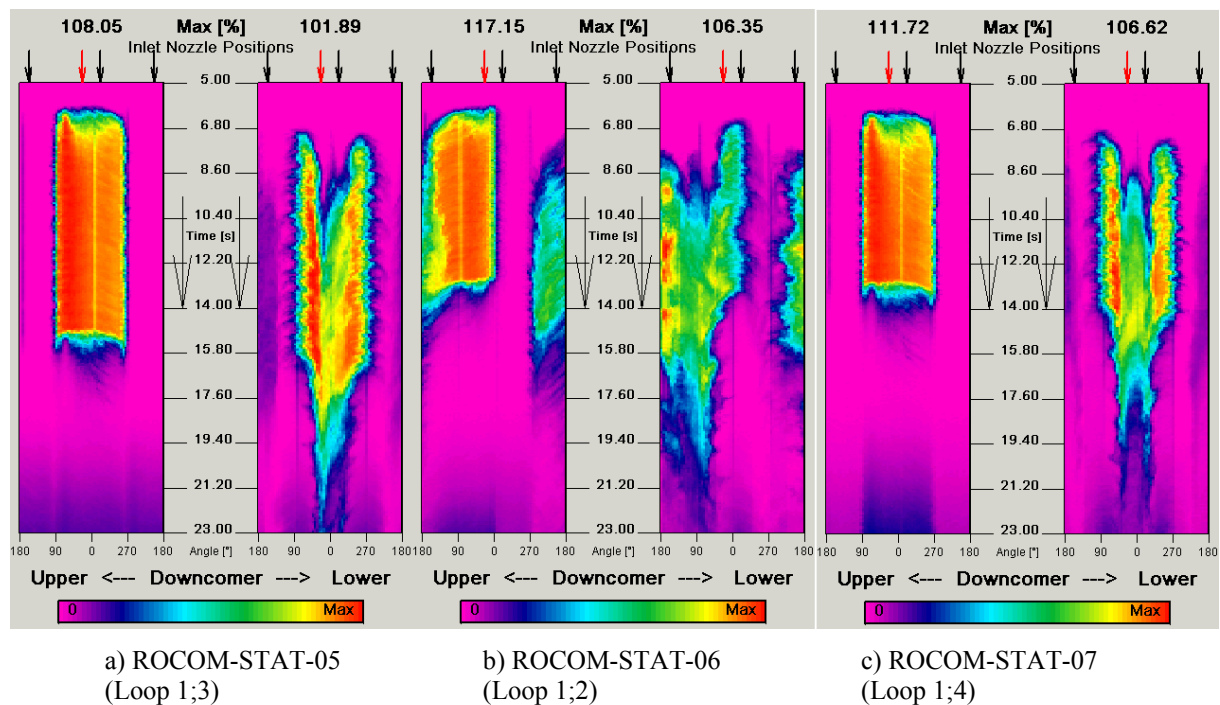 108.05 Max [%] 101.89 117.15 Max [%] 106.35 111.72 Max [%] 106.62
Inlet Nozzle Positions Inlet Nozzle Positions Inlet Nozzle Positions
5.00 5.00 5.00
6.80 6.80 6.80
8.60 8.60 8.60
10.40 10.40 10.40
Time [s] Time [s] Time [s]
12.20 12.20 12.20
14.00 14.00 14.00
15.80 15.80 15.80
17.60 17.60 17.60
19.40 19.40 19.40
21.20 21.20 21.20
23.00 23.00 23.00
180 90 0 270 180 Angle [°] 180 90 0 270 180 180 90 0 270 180 Angle [°] 180 90 0 270 180 180 90 0 270 180 Angle [°] 180 90 0 270 180
Upper <--- Downcomer ---> Lower Upper <--- Downcomer ---> Lower Upper <--- Downcomer ---> Lower
0 Max 0 Max 0 Max
a) ROCOM-STAT-05 b) ROCOM-STAT-06 c) ROCOM-STAT-07
(Loop 1;3) (Loop 1;2) (Loop 1;4)